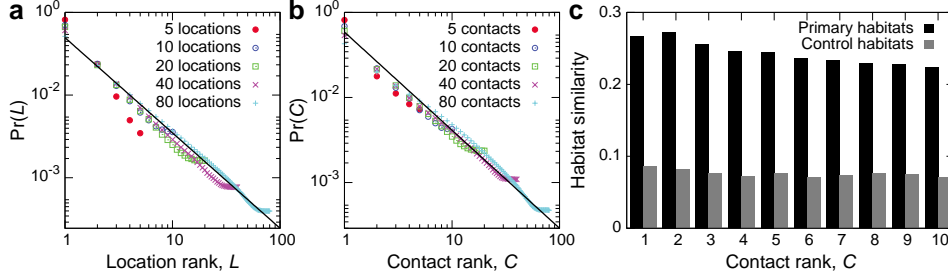 a
10^0
10^-2
10^-3
Pr(L)
5 locations
10 locations
20 locations
40 locations
80 locations
1
10
100
Location rank, L
b
10^0
10^-2
10^-3
Pr(C)
5 contacts
10 contacts
20 contacts
40 contacts
80 contacts
1
10
100
Contact rank, C
c
0.3
0.2
0.1
0
Habitat similarity
Primary habitats
Control habitats
1 2 3 4 5 6 7 8 9 10
Contact rank, C